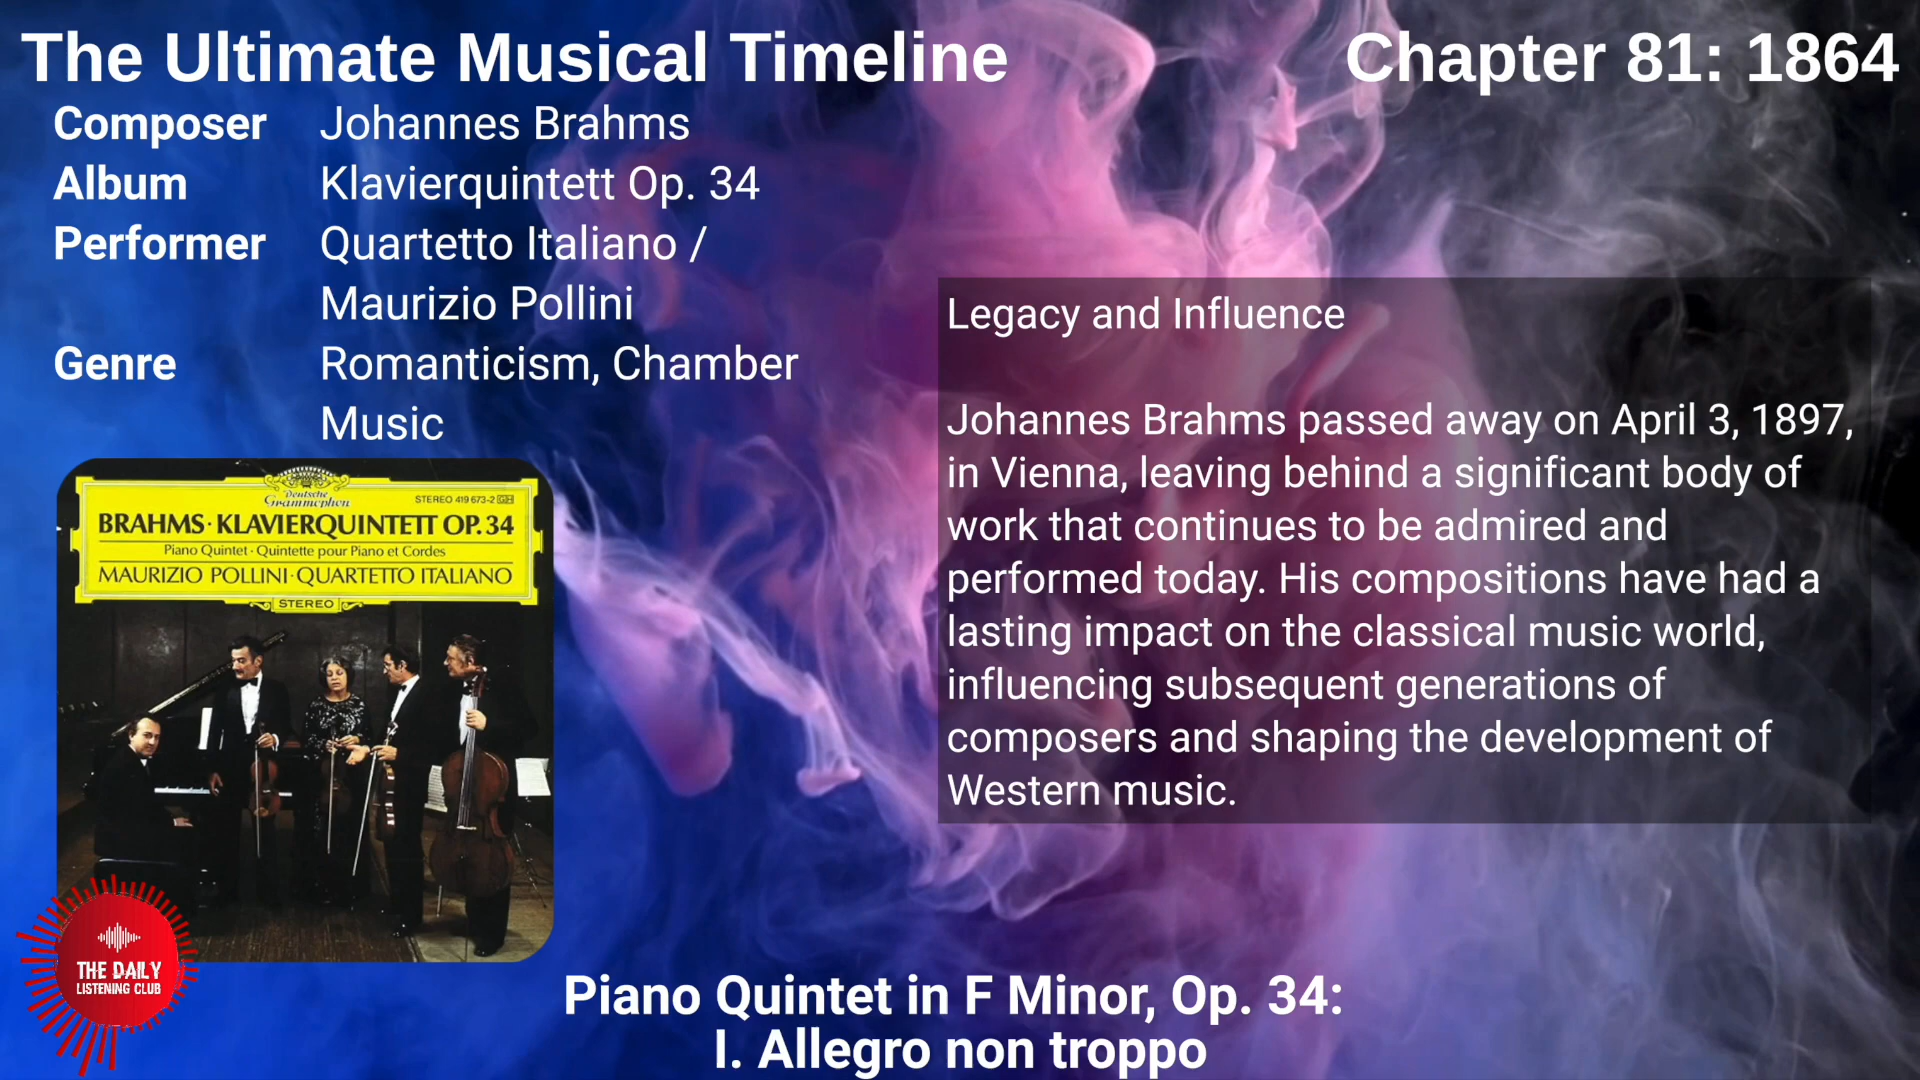 The Ultimate Musical Timeline
Chapter 81: 1864
Composer Johannes Brahms
Album Klavierquintett Op. 34
Performer Quartetto Italiano /
Maurizio Pollini
Genre Romanticism, Chamber
Music
Legacy and Influence
Johannes Brahms passed away on April 3, 1897,
in Vienna, leaving behind a significant body of
work that continues to be admired and
performed today. His compositions have had a
lasting impact on the classical music world,
influencing subsequent generations of
composers and shaping the development of
Western music.
Deutsche
Grammophon
STEREO 419 673-2 GH
BRAHMS·KLAVIERQUINTETT OP.34
Piano Quintet·Quintette pour Piano et Cordes
MAURIZIO POLLINI·QUARTETTO ITALIANO
STEREO
THE DAILY
LISTENING CLUB
Piano Quintet in F Minor, Op. 34:
I. Allegro non troppo